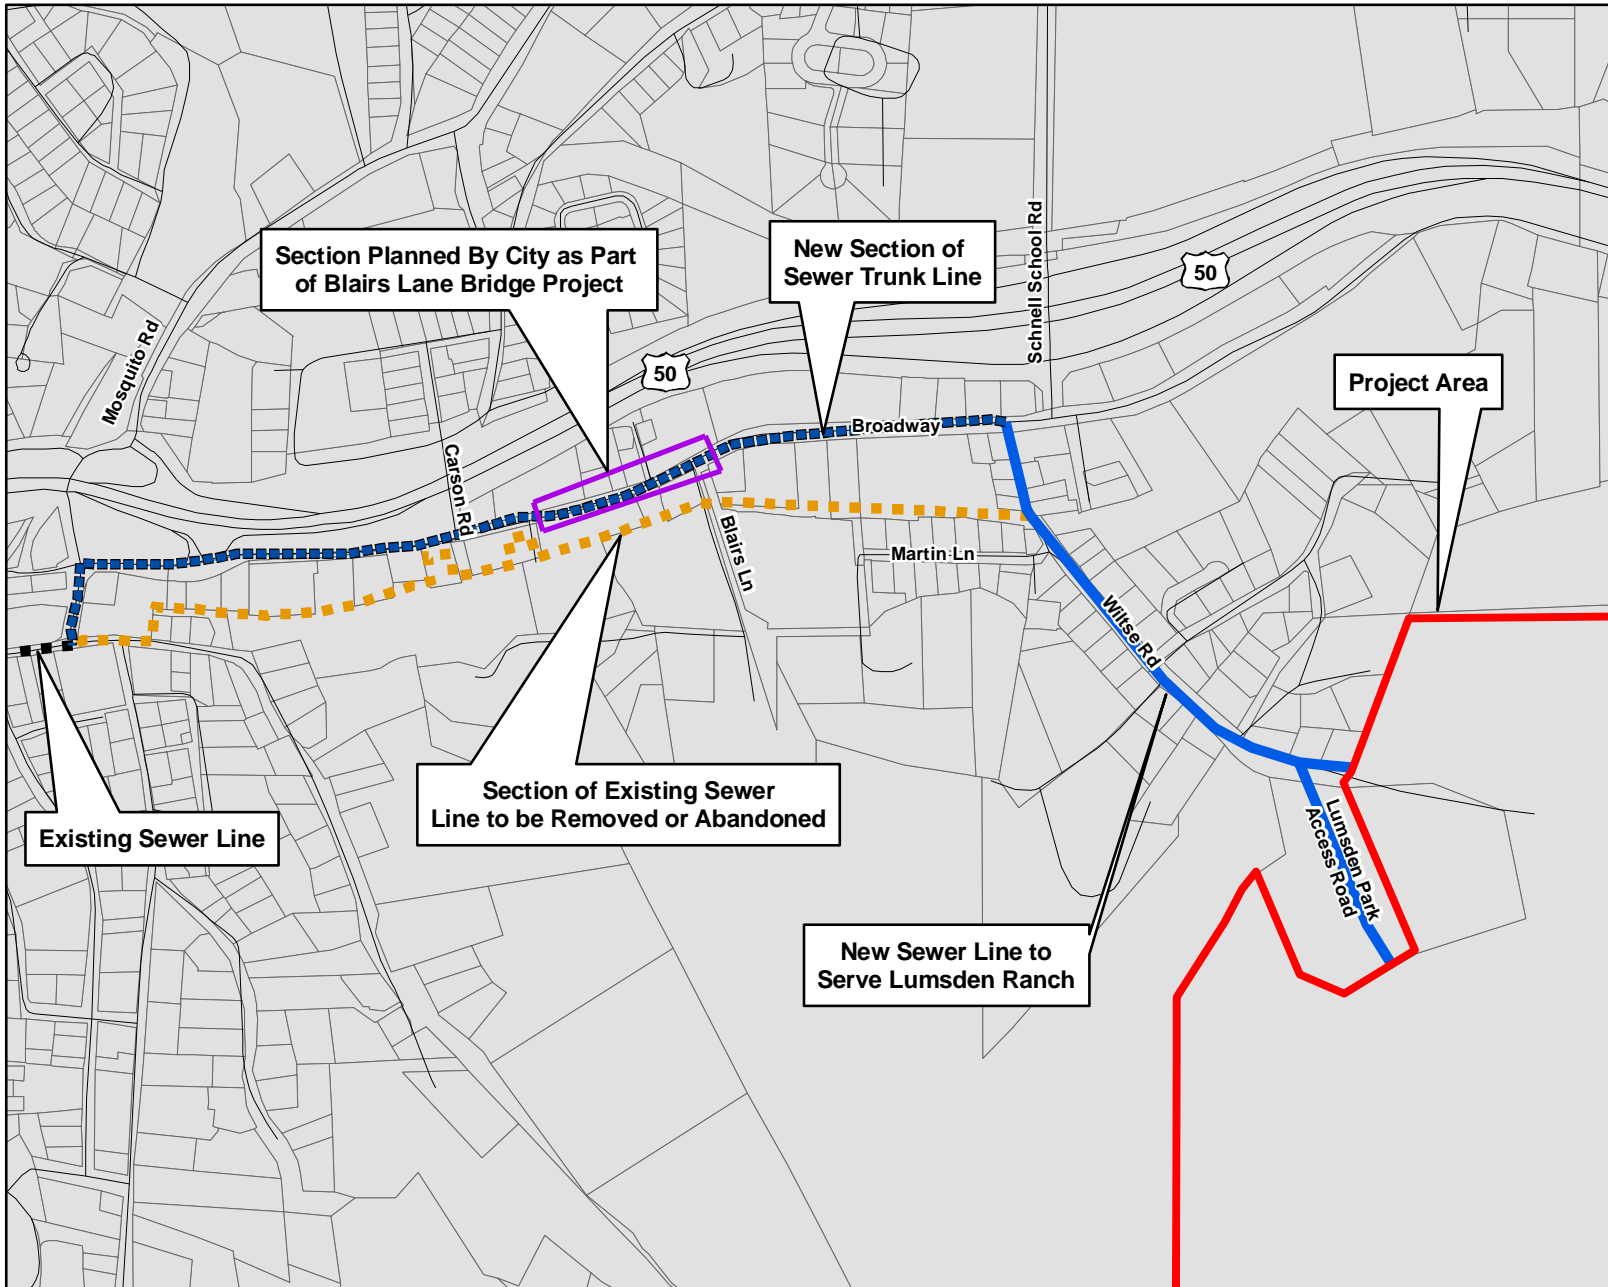 Section Planned By City as Part
of Blairs Lane Bridge Project
New Section of
Sewer Trunk Line
Schnell School Rd
50
50
Project Area
Mosquito Rd
Broadway
Carson Rd
Blairs Ln
Martin Ln
Wiltse Rd
Section of Existing Sewer
Line to be Removed or Abandoned
Existing Sewer Line
Lumsden Park
Access Road
New Sewer Line to
Serve Lumsden Ranch